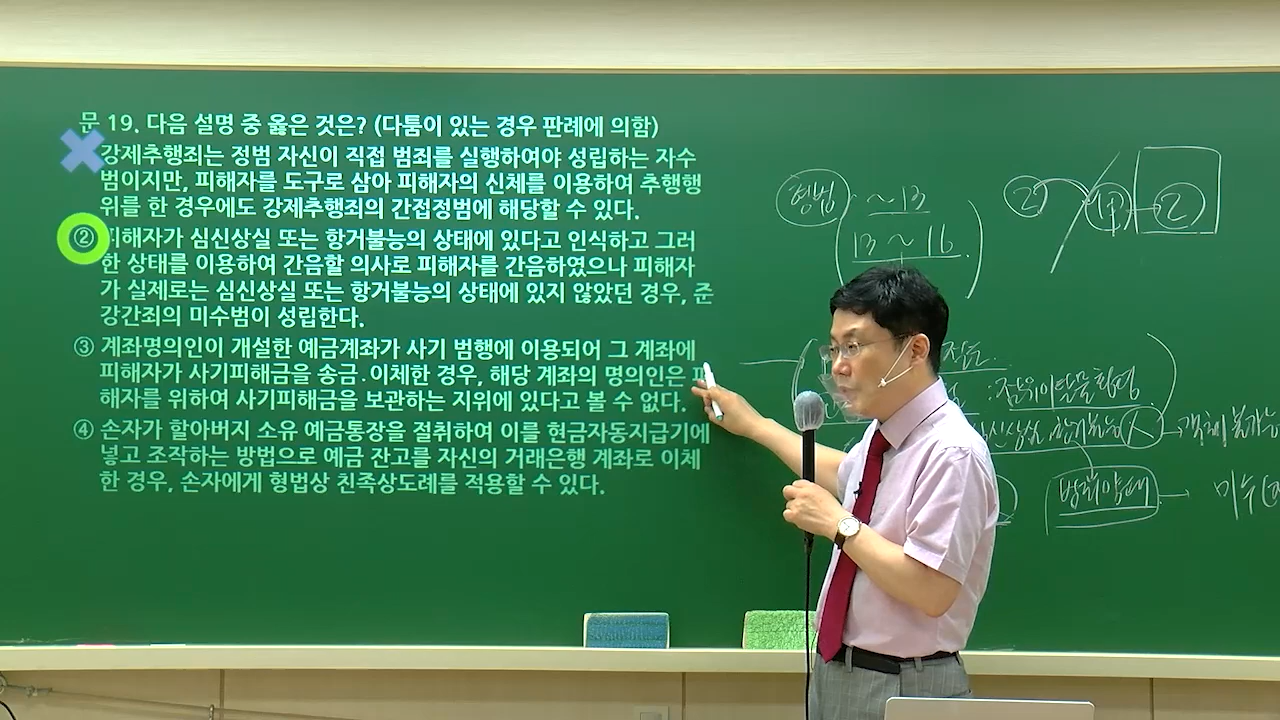 문 19. 다음 설명 중 옳은 것은? (다툼이 있는 경우 판례에 의함)
강제추행죄는 정범 자신이 직접 범죄를 실행하여야 성립하는 자수
범이지만, 피해자를 도구로 삼아 피해자의 신체를 이용하여 추행행
위를 한 경우에도 강제추행죄의 간접정범에 해당할 수 있다.
② 피해자가 심신상실 또는 항거불능의 상태에 있다고 인식하고 그러
한 상태를 이용하여 간음할 의사로 피해자를 간음하였으나 피해자
가 실제로는 심신상실 또는 항거불능의 상태에 있지 않았던 경우, 준
강간죄의 미수범이 성립한다.
③ 계좌명의인이 개설한 예금계좌가 사기 범행에 이용되어 그 계좌에
피해자가 사기피해금을 송금·이체한 경우, 해당 계좌의 명의인은 피
해자를 위하여 사기피해금을 보관하는 지위에 있다고 볼 수 없다.
④ 손자가 할아버지 소유 예금통장을 절취하여 이를 현금자동지급기에
넣고 조작하는 방법으로 예금 잔고를 자신의 거래은행 계좌로 이체
한 경우, 손자에게 형법상 친족상도례를 적용할 수 있다.
형법 ~13
13 ~ 16
甲 乙
범죄양태
미수